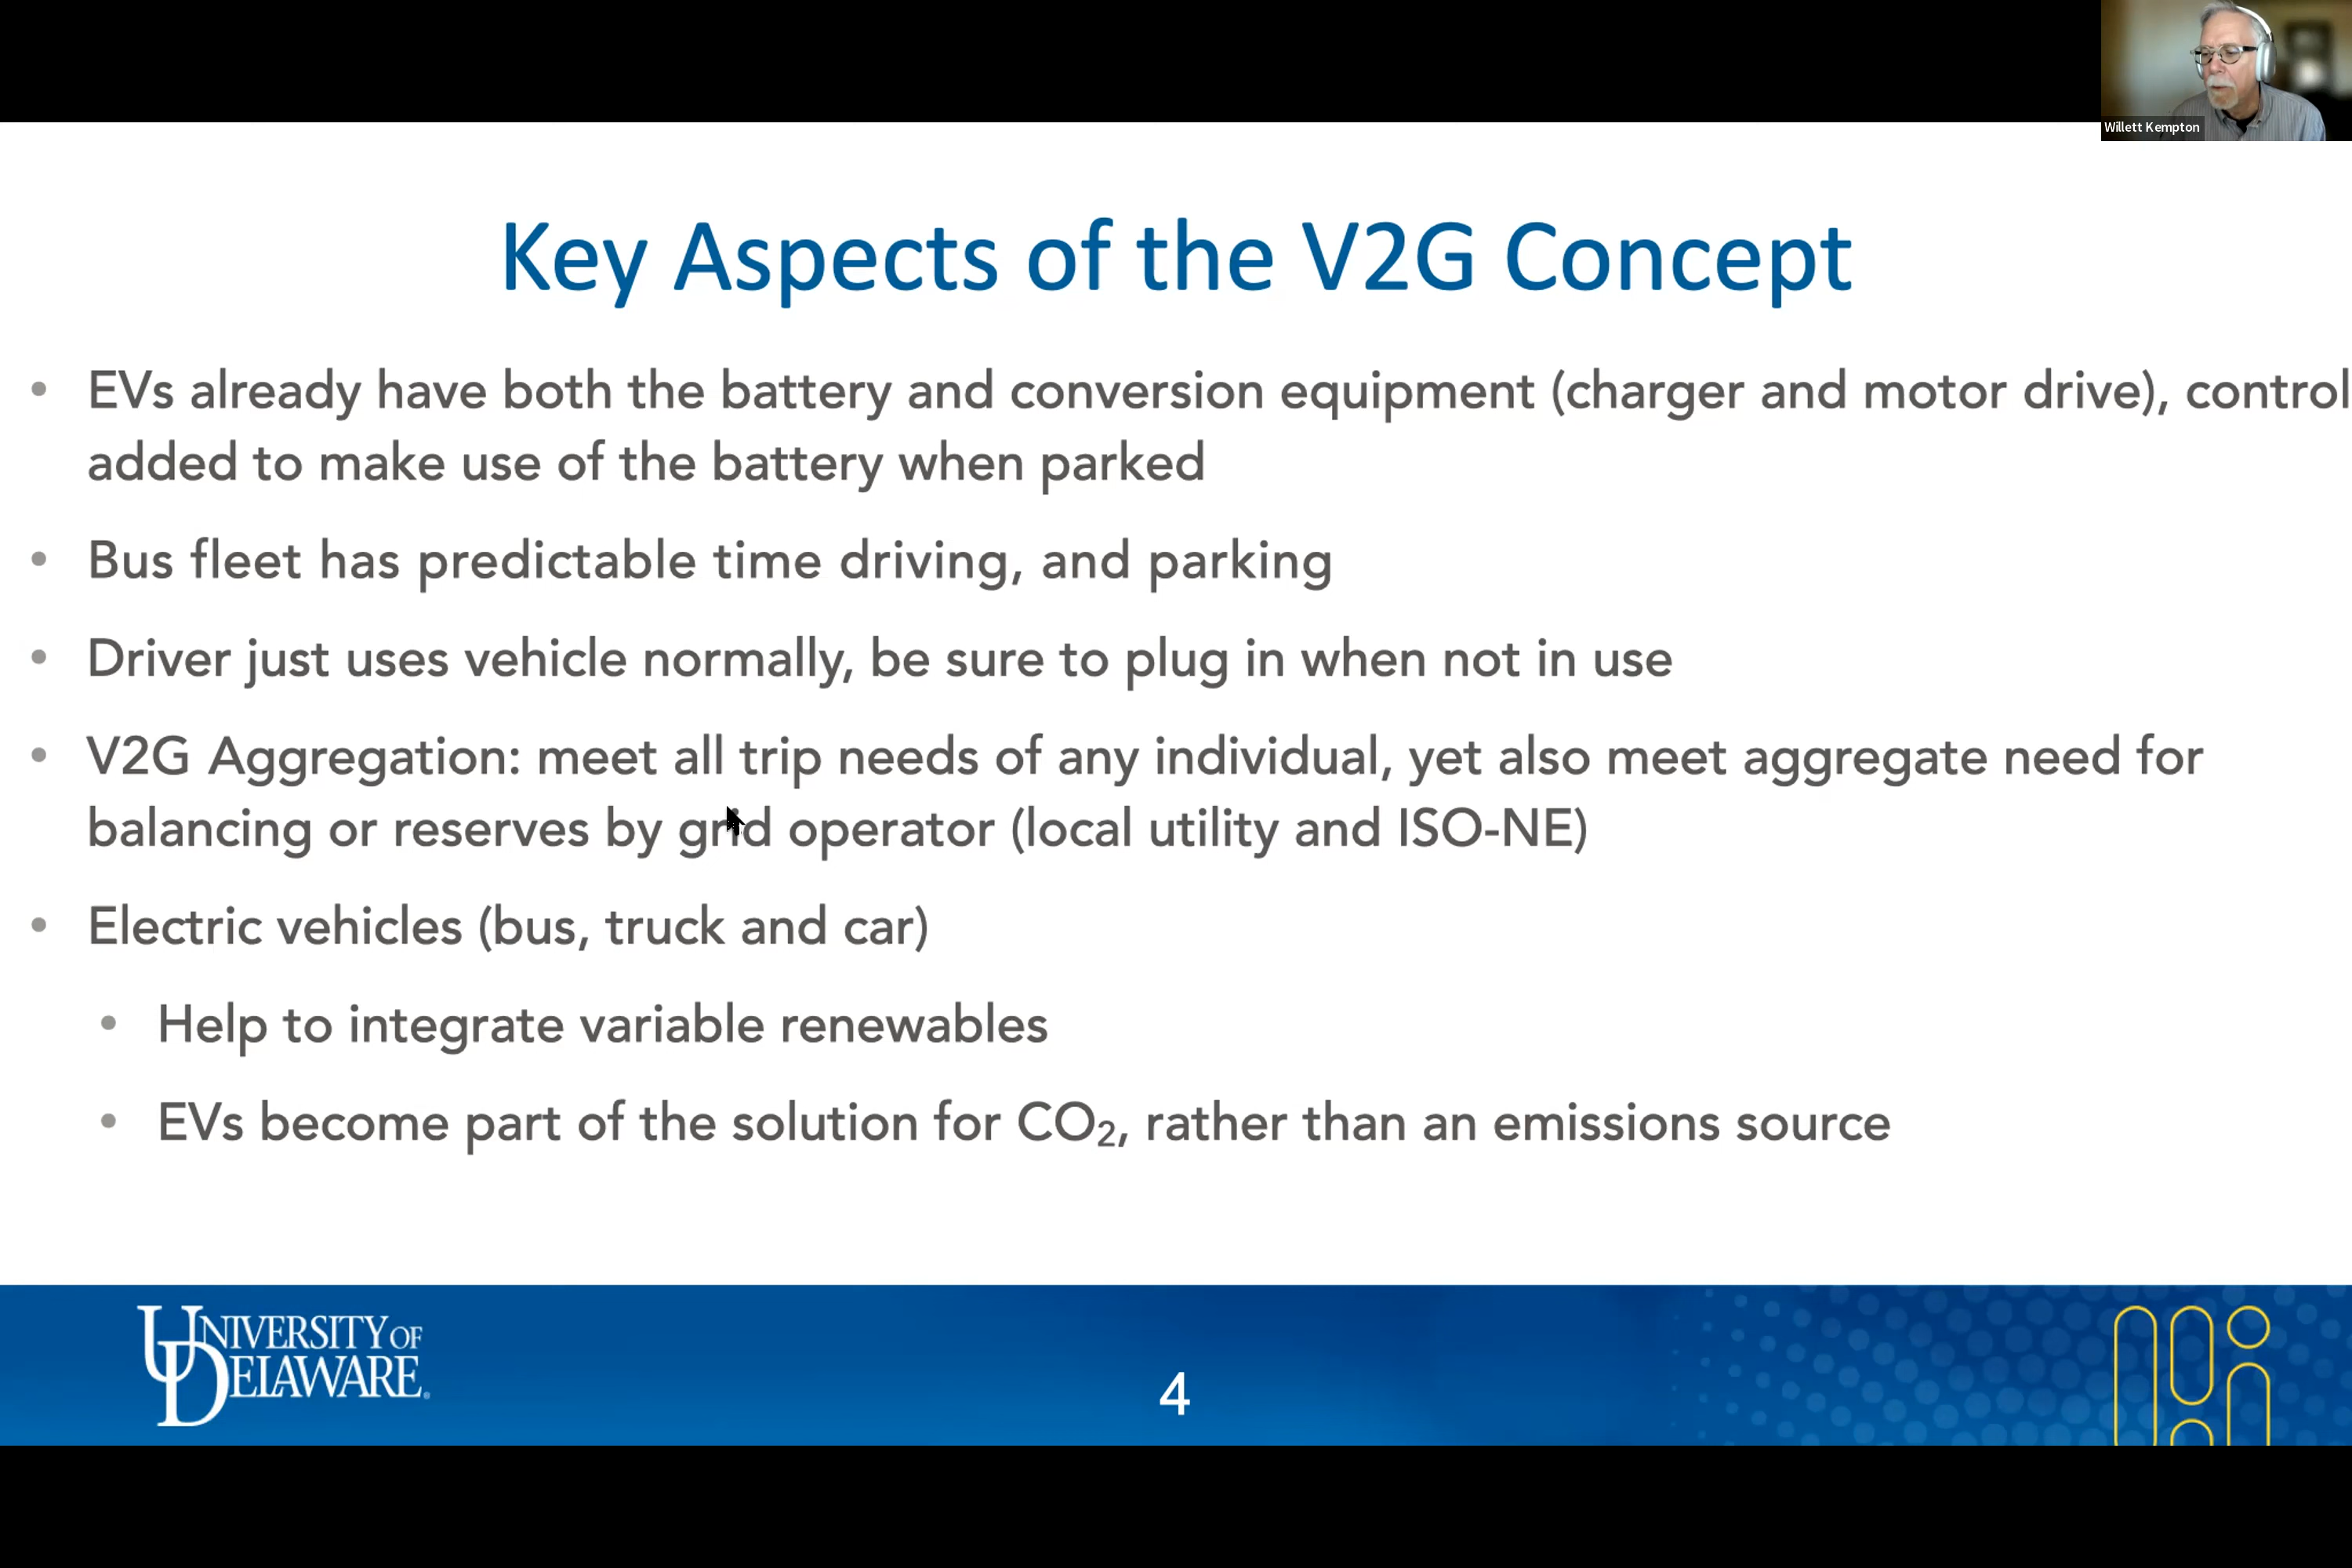 Willett Kempton
Key Aspects of the V2G Concept
• EVs already have both the battery and conversion equipment (charger and motor drive), control
added to make use of the battery when parked
• Bus fleet has predictable time driving, and parking
• Driver just uses vehicle normally, be sure to plug in when not in use
• V2G Aggregation: meet all trip needs of any individual, yet also meet aggregate need for
balancing or reserves by grid operator (local utility and ISO-NE)
• Electric vehicles (bus, truck and car)
• Help to integrate variable renewables
• EVs become part of the solution for CO₂, rather than an emissions source
UNIVERSITY OF
DELAWARE
4